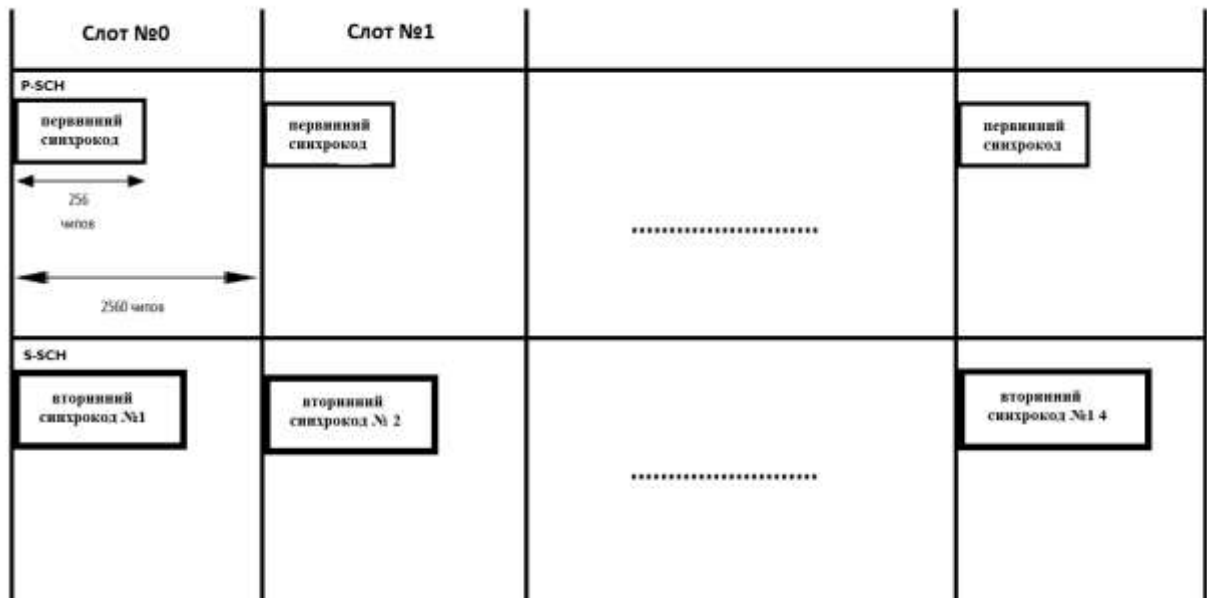 Слот №0
Слот №1
P-SCH
первинний
синхрокод
первинний
синхрокод
первинний
синхрокод
256
чипов
2560 чипов
S-SCH
вторинний
синхрокод №1
вторинний
синхрокод № 2
вторинний
синхрокод №1 4